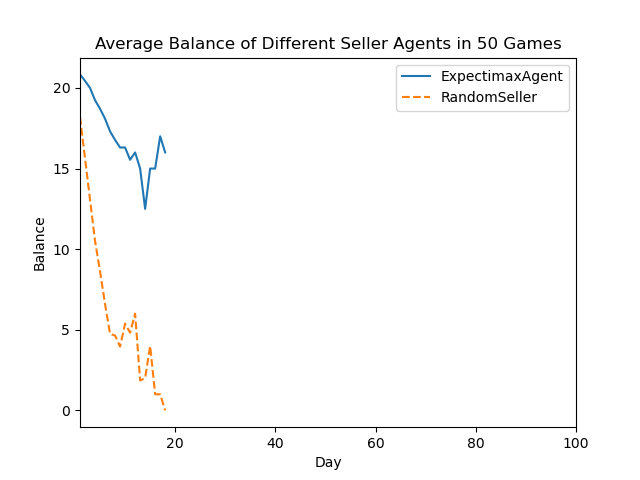 Average Balance of Different Seller Agents in 50 Games
ExpectimaxAgent
RandomSeller
20
15
10
5
0
Balance
20 40 60 80 100
Day